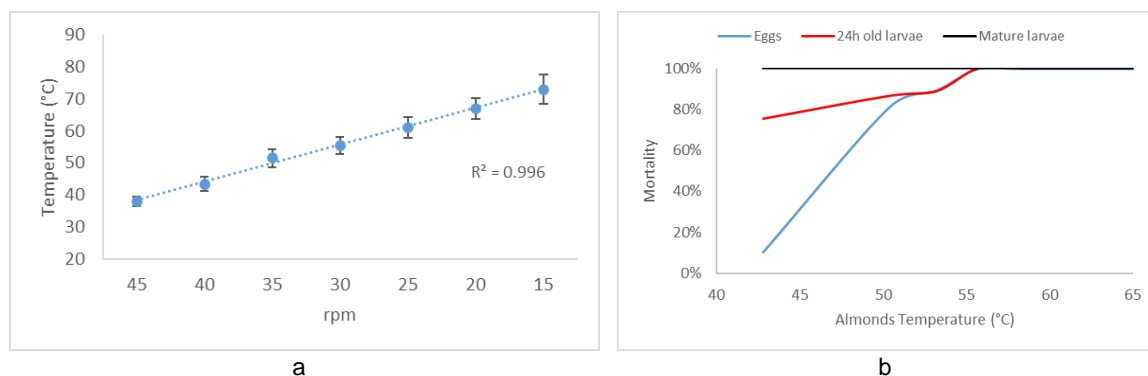 90
80
70
60
50
40
30
20
Temperature (°C)
R² = 0.996
45 40 35 30 25 20 15
rpm
a
Eggs 24h old larvae Mature larvae
100%
80%
60%
40%
20%
0%
Mortality
40 45 50 55 60 65
Almonds Temperature (°C)
b